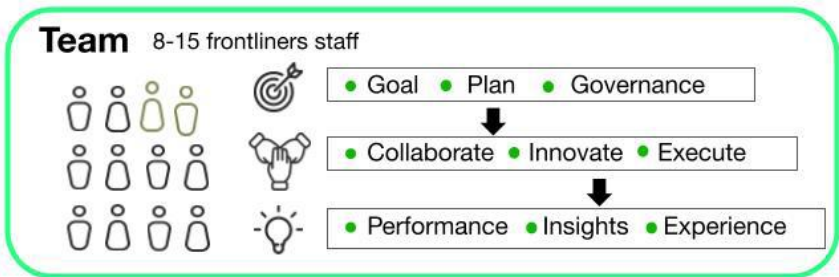 Team 8-15 frontliners staff
• Goal • Plan • Governance
• Collaborate • Innovate • Execute
• Performance • Insights • Experience